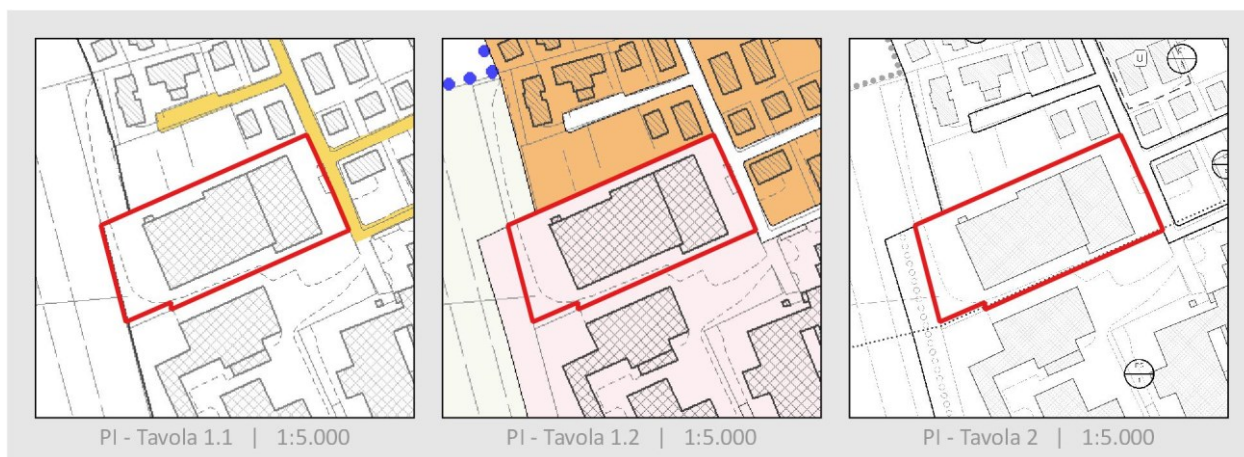 U
PI - Tavola 1.1 | 1:5.000
PI - Tavola 1.2 | 1:5.000
PI - Tavola 2 | 1:5.000